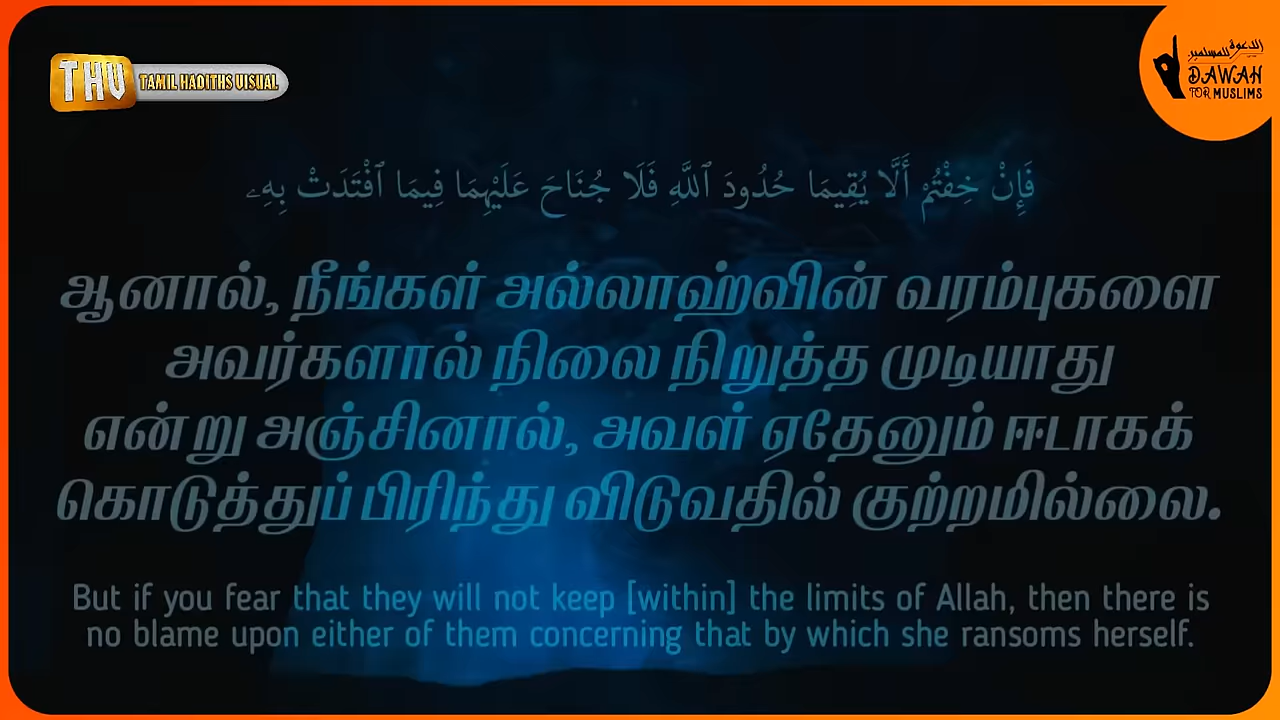 THV TAMIL HADITHS VISUAL
الدعوة للمسلمين
DAWAH
FOR MUSLIMS
فَإِنْ خِفْتُمْ أَلَّا يُقِيمَا حُدُودَ ٱللَّهِ فَلَا جُنَاحَ عَلَيْهِمَا فِيمَا ٱفْتَدَتْ بِهِۦ
ஆனால், நீங்கள் அல்லாஹ்வின் வரம்புகளை
அவர்களால் நிலை நிறுத்த முடியாது
என்று அஞ்சினால், அவள் ஏதேனும் ஈடாகக்
கொடுத்துப் பிரிந்து விடுவதில் குற்றமில்லை.
But if you fear that they will not keep [within] the limits of Allah, then there is
no blame upon either of them concerning that by which she ransoms herself.